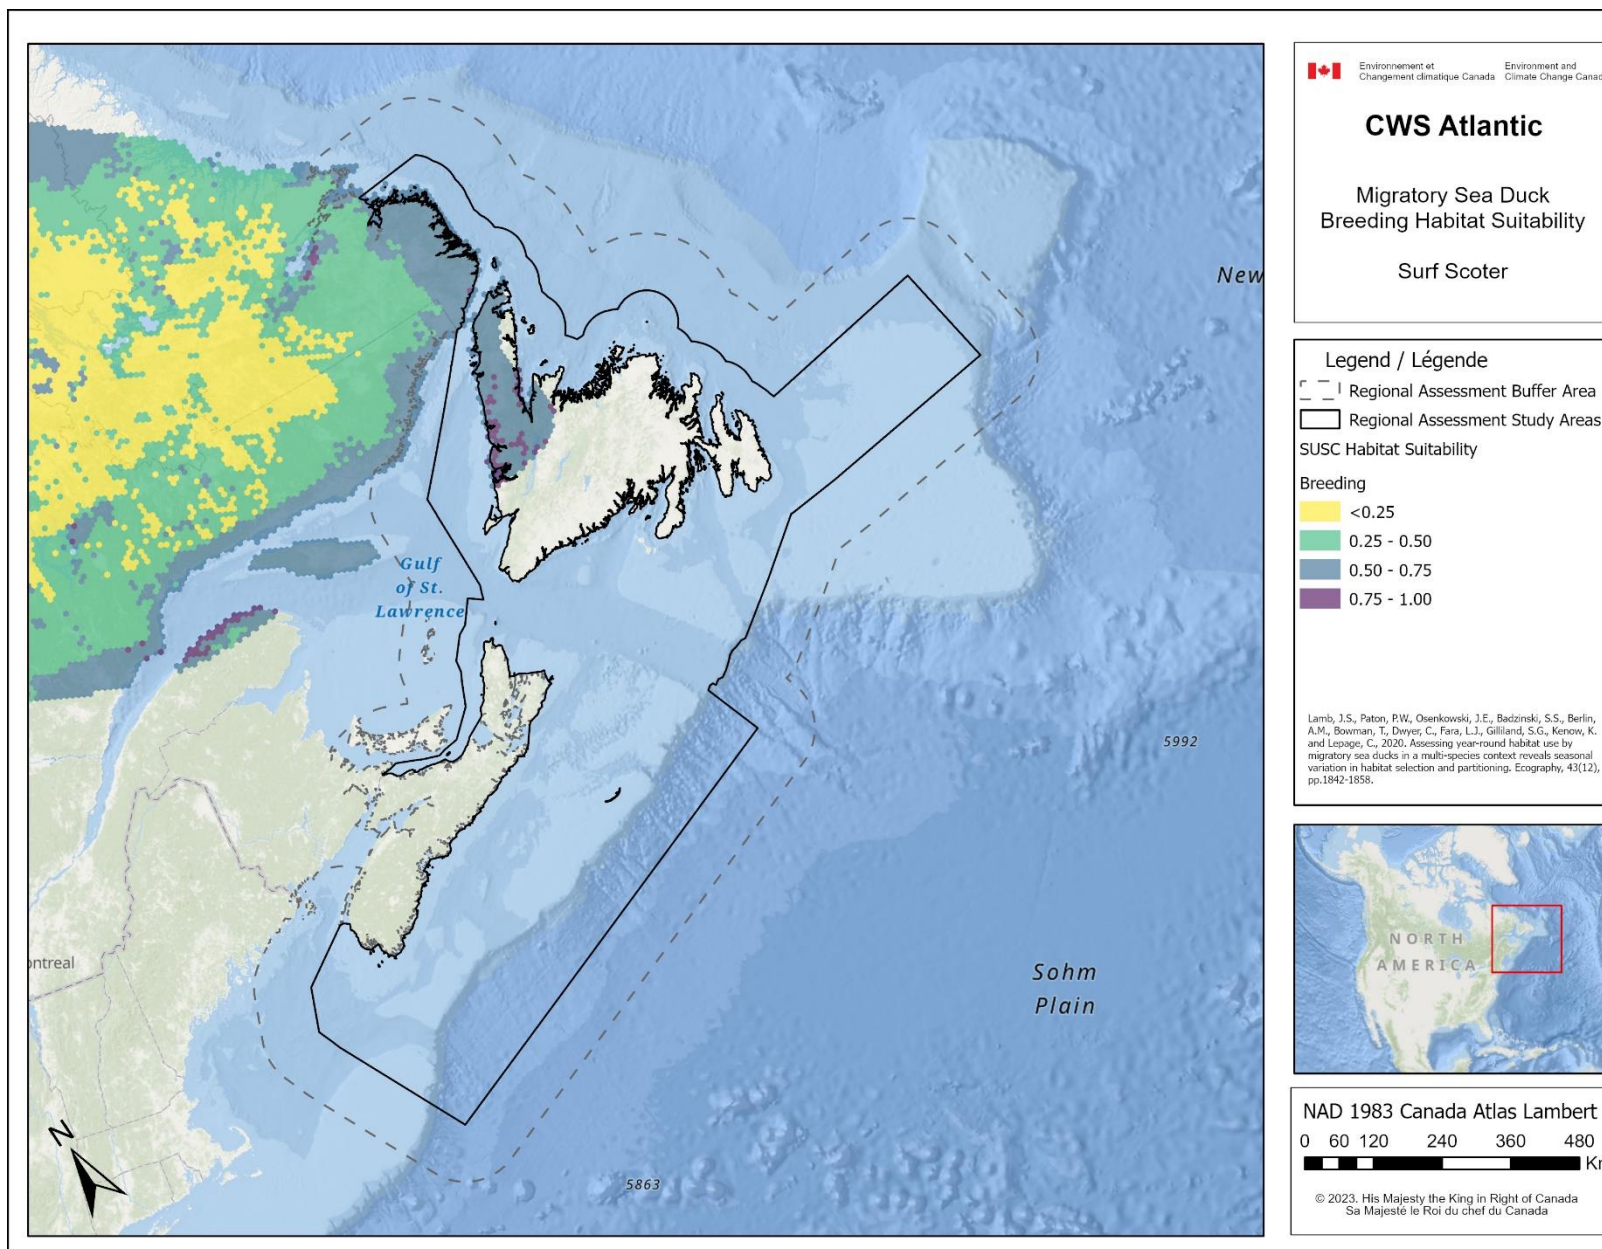 New
Gulf
of St.
Lawrence
5992
ontreal
Sohm
Plain
5863
N
Environnement et
Changement climatique Canada
Environment and
Climate Change Canad
CWS Atlantic
Migratory Sea Duck
Breeding Habitat Suitability
Surf Scoter
Legend / Légende
Regional Assessment Buffer Area
Regional Assessment Study Areas
SUSC Habitat Suitability
Breeding
<0.25
0.25 - 0.50
0.50 - 0.75
0.75 - 1.00
Lamb, J.S., Paton, P.W., Osenkowski, J.E., Badzinski, S.S., Berlin,
A.M., Bowman, T., Dwyer, C., Fara, L.J., Gilliland, S.G., Kenow, K.
and Lepage, C., 2020. Assessing year-round habitat use by
migratory sea ducks in a multi-species context reveals seasonal
variation in habitat selection and partitioning. Ecography, 43(12),
pp.1842-1858.
NORTH
AMERICA
NAD 1983 Canada Atlas Lambert
0 60 120 240 360 480
Km
© 2023. His Majesty the King in Right of Canada
Sa Majesté le Roi du chef du Canada